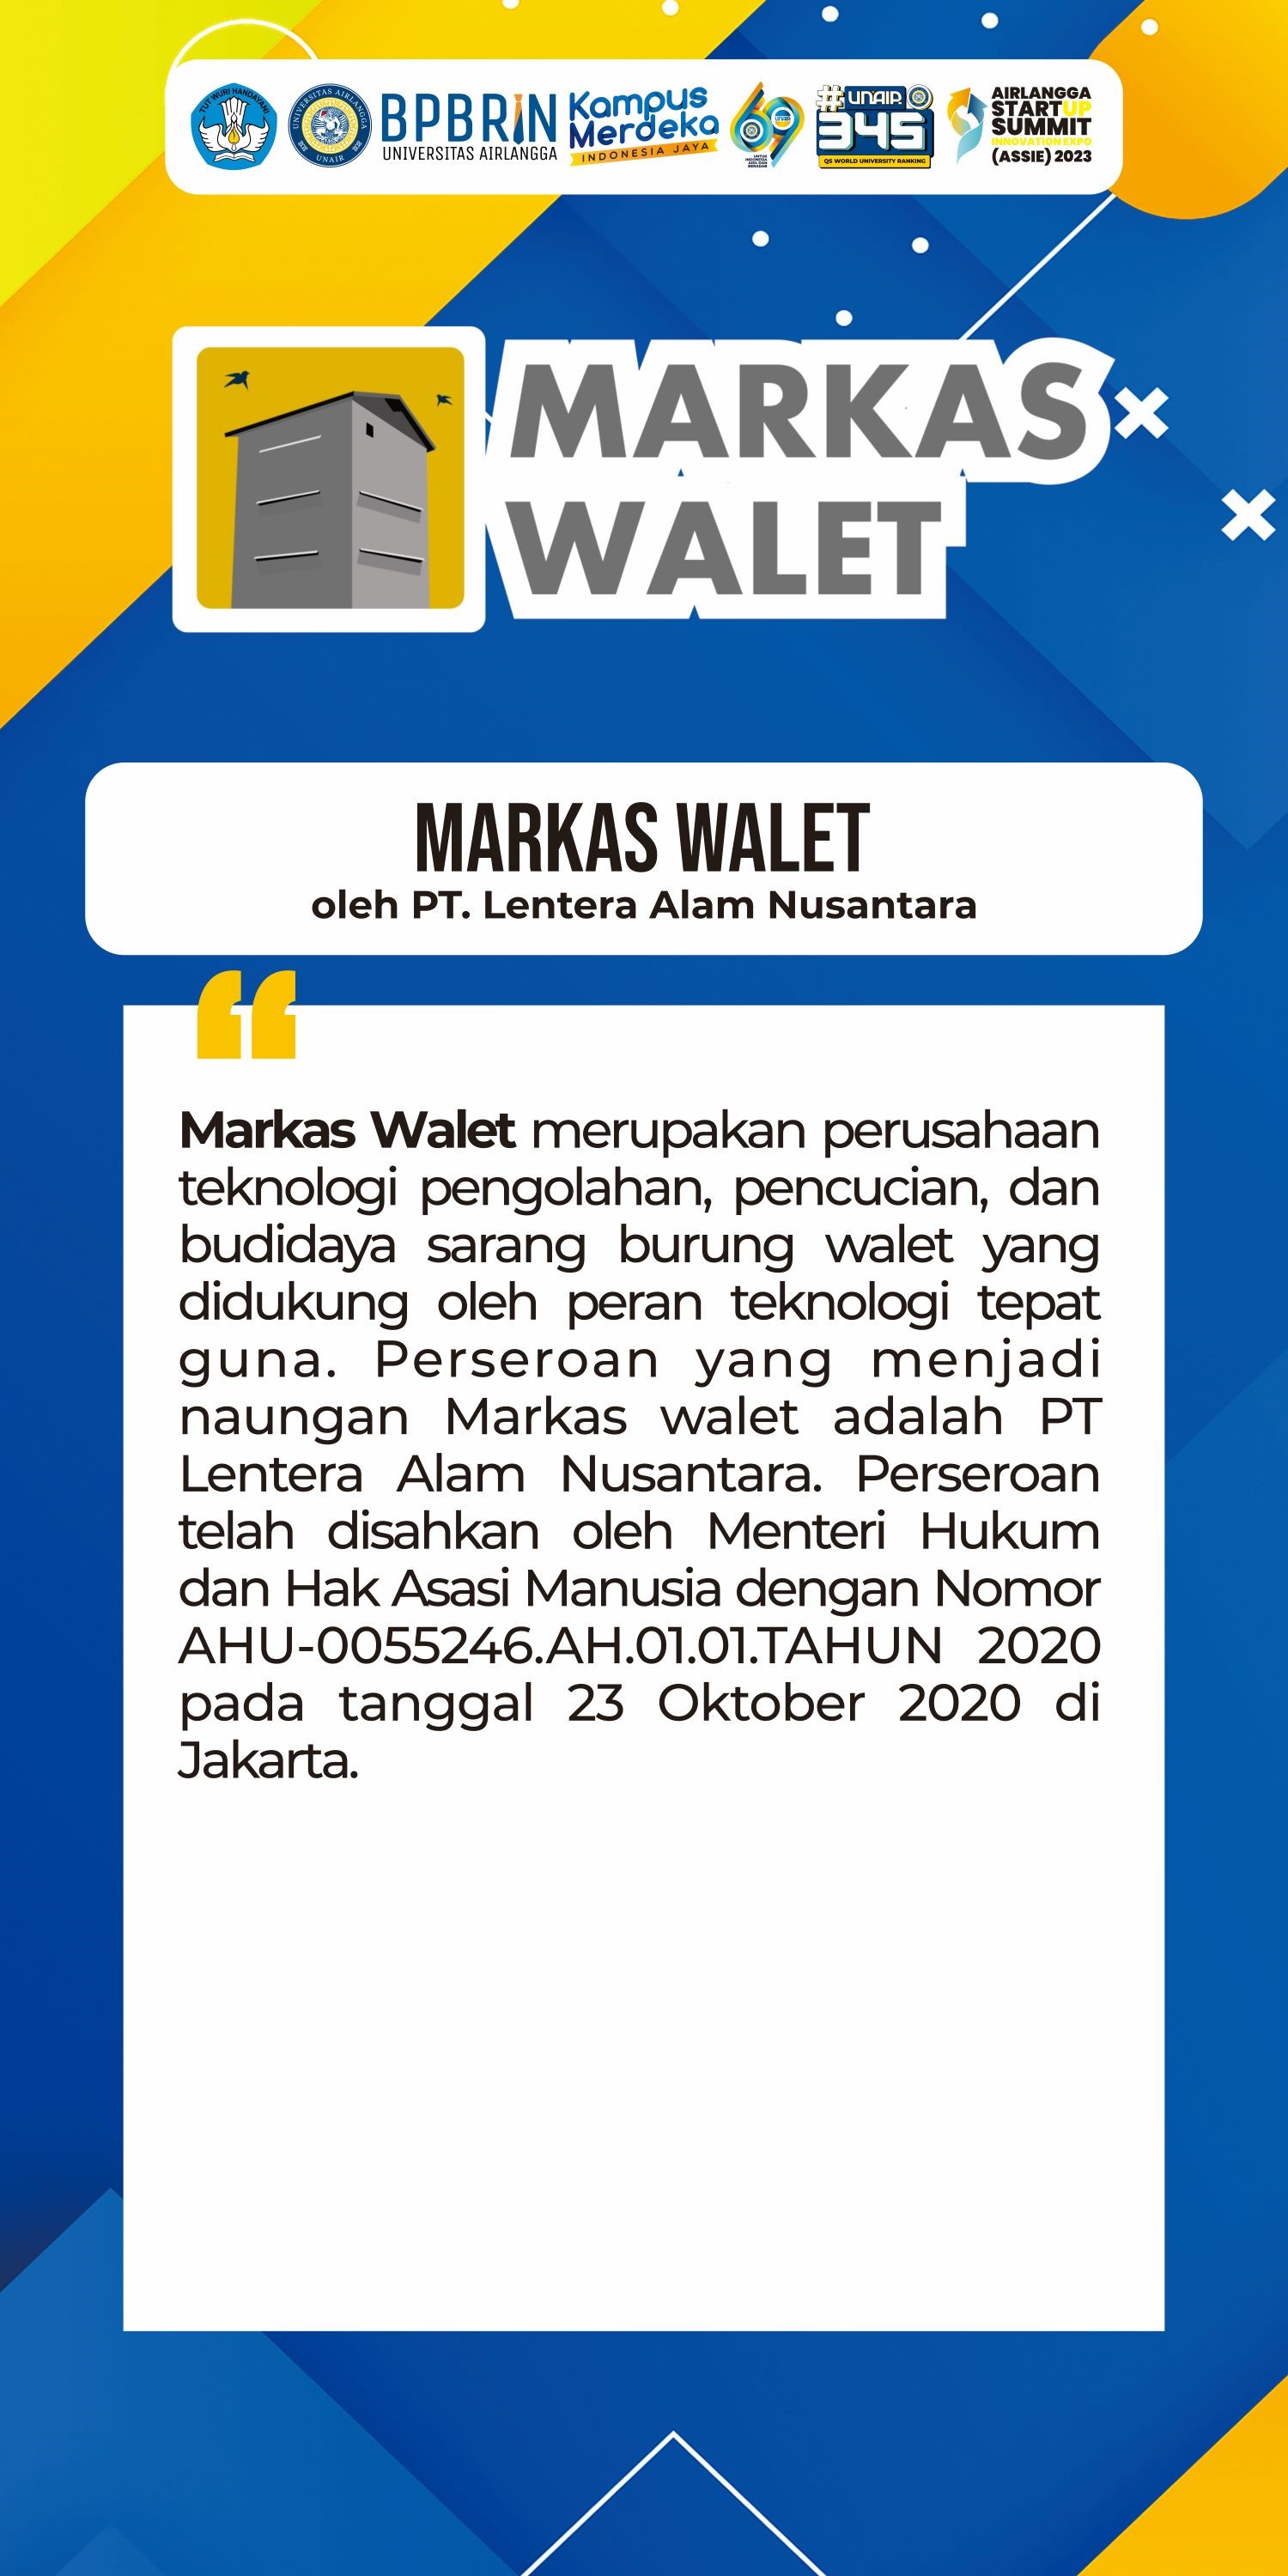 TUT WURI HANDAYANI
UNIVERSITAS AIRLANGGA
UNAIR
BPBRIN
UNIVERSITAS AIRLANGGA
Kampus
Merdeka
INDONESIA JAYA
69
#UNAIR
345
QS WORLD UNIVERSITY RANKING
AIRLANGGA
STARTUP
SUMMIT
INNOVATION EXPO
(ASSIE) 2023
MARKAS
WALET
MARKAS WALET
oleh PT. Lentera Alam Nusantara
“
Markas Walet merupakan perusahaan
teknologi pengolahan, pencucian, dan
budidaya sarang burung walet yang
didukung oleh peran teknologi tepat
guna. Perseroan yang menjadi
naungan Markas walet adalah PT
Lentera Alam Nusantara. Perseroan
telah disahkan oleh Menteri Hukum
dan Hak Asasi Manusia dengan Nomor
AHU-0055246.AH.01.01.TAHUN 2020
pada tanggal 23 Oktober 2020 di
Jakarta.